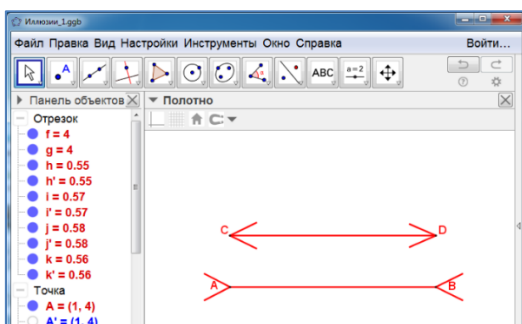 Иллюзии_1.ggb
Файл Правка Вид Настройки Инструменты Окно Справка Войти...
A ABC a=2
Панель объектов Полотно
Отрезок
f = 4
g = 4
h = 0.55
h' = 0.55
i = 0.57
i' = 0.57
j = 0.58
j' = 0.58
k = 0.56
k' = 0.56
Точка
A = (1, 4)
A' = (1, 4)
C D
A B